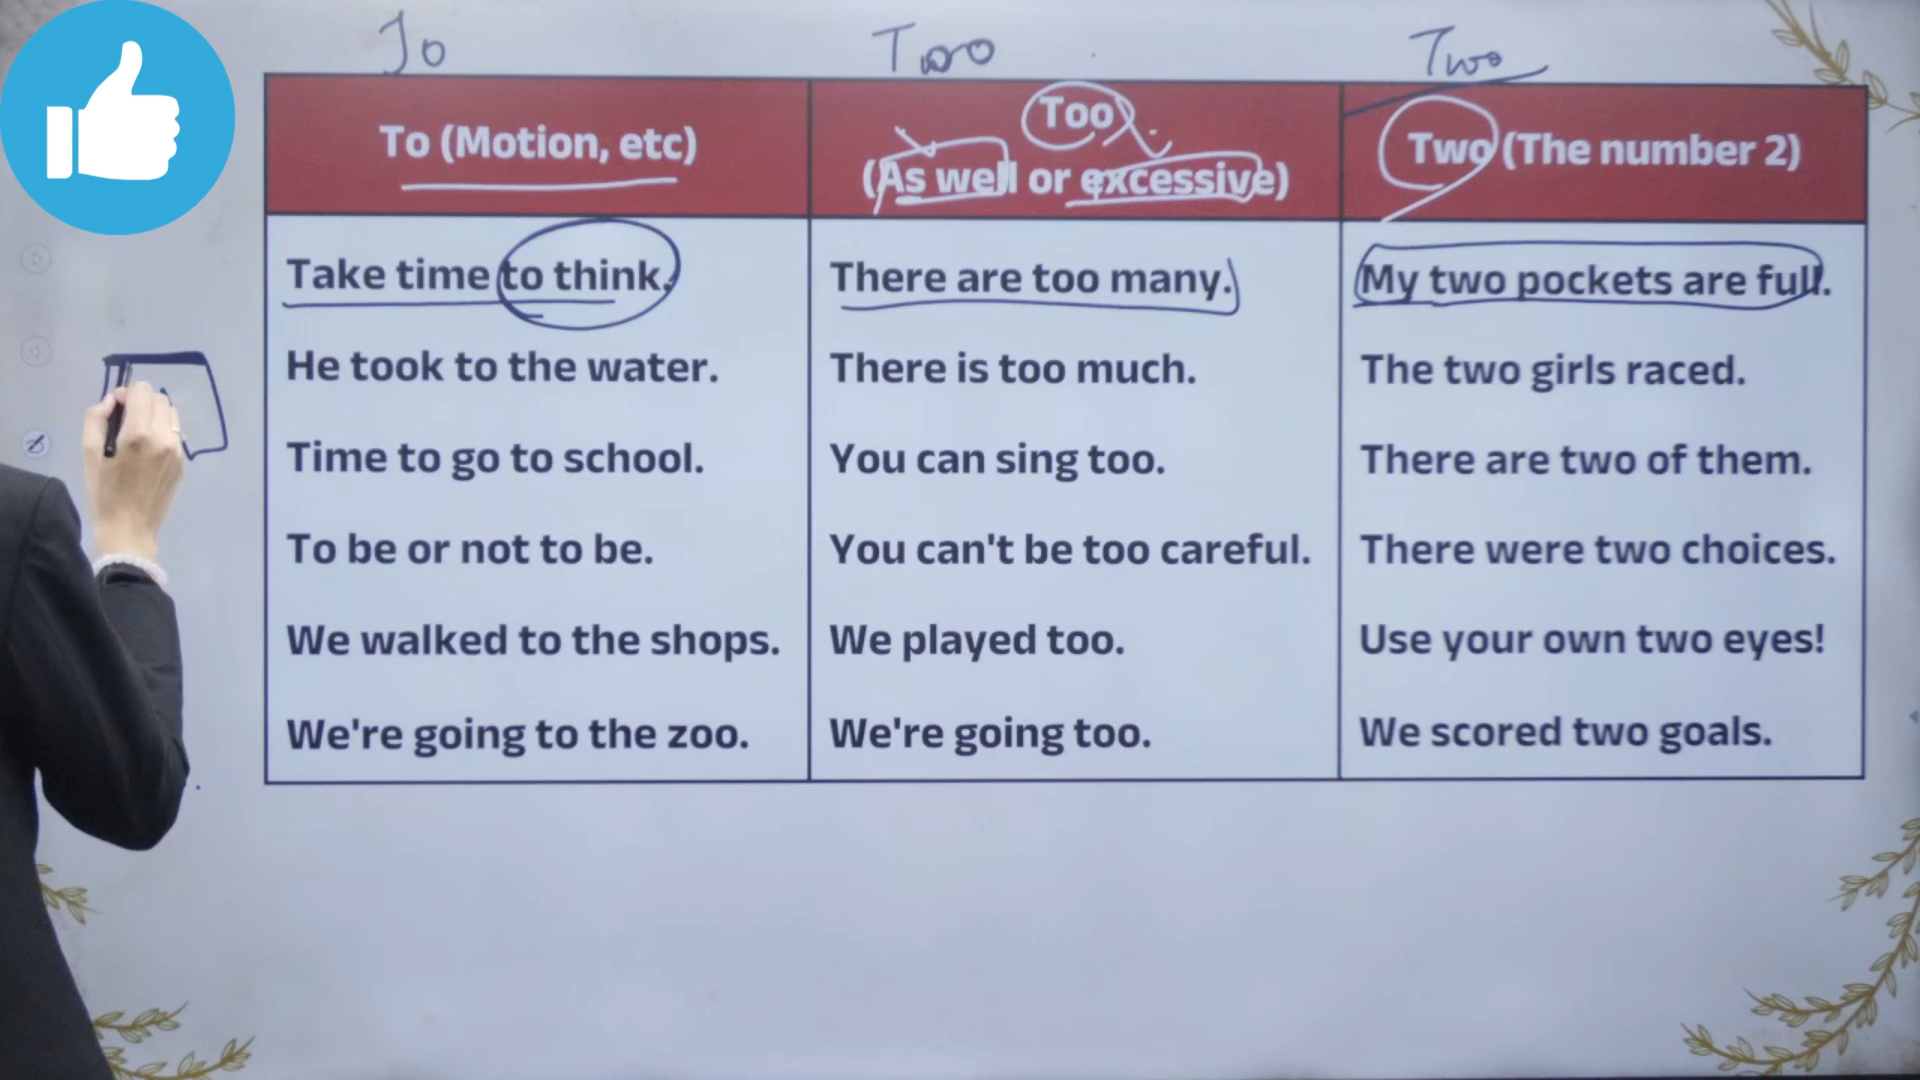 To
Too
Two
To (Motion, etc)
Too
(As well or excessive)
Two (The number 2)
Take time to think.
There are too many.
My two pockets are full.
He took to the water.
There is too much.
The two girls raced.
Time to go to school.
You can sing too.
There are two of them.
To be or not to be.
You can't be too careful.
There were two choices.
We walked to the shops.
We played too.
Use your own two eyes!
We're going to the zoo.
We're going too.
We scored two goals.